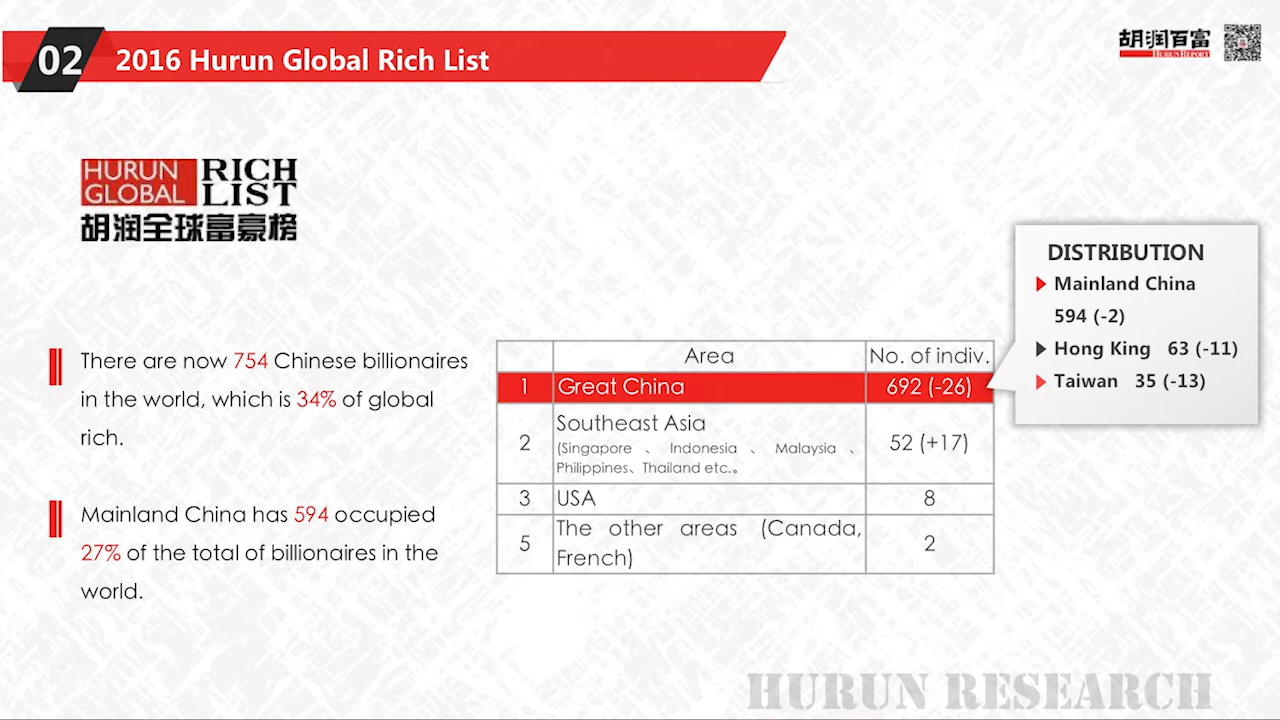 02
2016 Hurun Global Rich List
胡润百富
HURUN REPORT
HURUN
GLOBAL
RICH
LIST
胡润全球富豪榜
There are now 754 Chinese billionaires
in the world, which is 34% of global
rich.
Mainland China has 594 occupied
27% of the total of billionaires in the
world.
Area No. of indiv.
1 Great China 692 (-26)
2 Southeast Asia 52 (+17)
(Singapore 、 Indonesia 、 Malaysia 、
Philippines、Thailand etc.。
3 USA 8
5 The other areas (Canada, 2
French)
DISTRIBUTION
Mainland China
594 (-2)
Hong King 63 (-11)
Taiwan 35 (-13)
HURUN RESEARCH